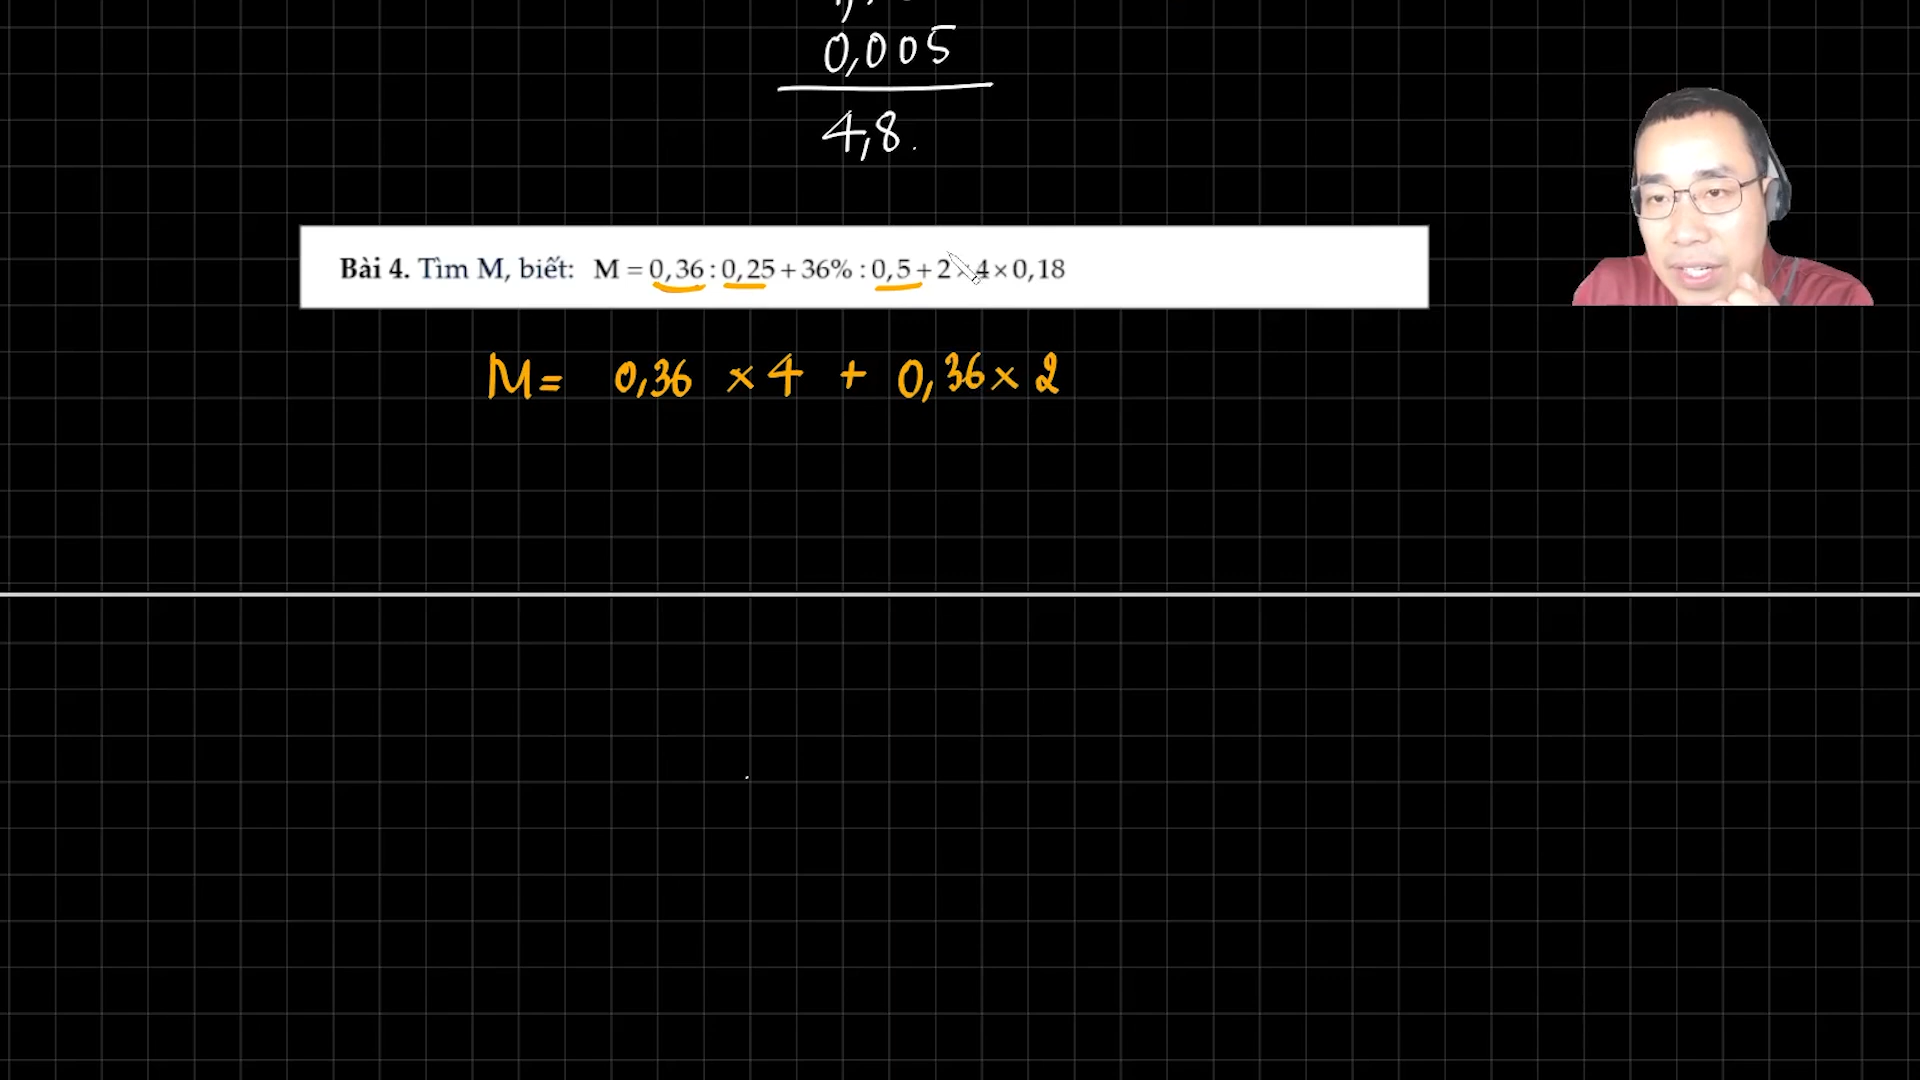 0,005
4,8.
Bài 4. Tìm M, biết: M = 0,36 : 0,25 + 36% : 0,5 + 2 × 4 × 0,18
M = 0,36 × 4 + 0,36 × 2